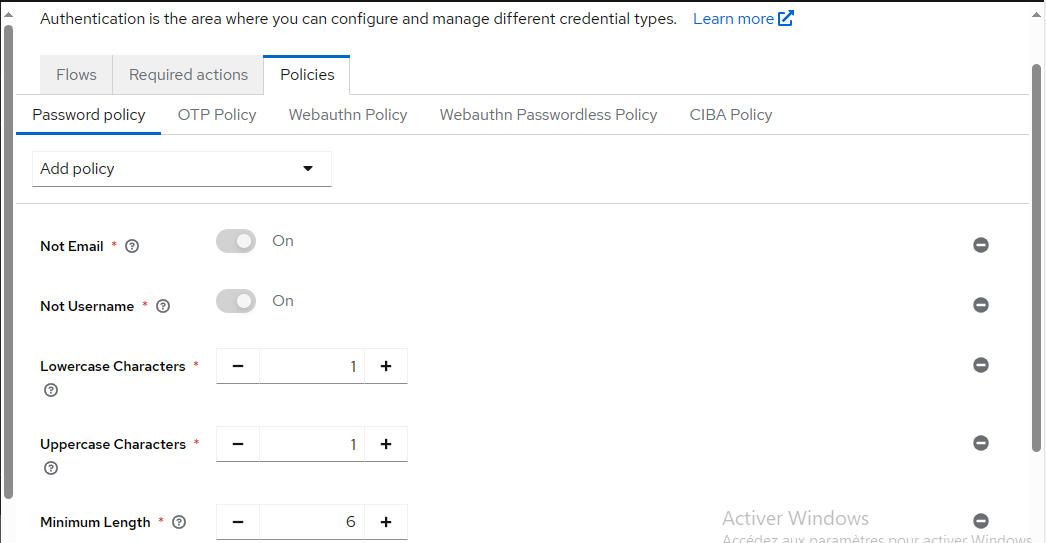 Authentication is the area where you can configure and manage different credential types. Learn more
Flows Required actions Policies
Password policy OTP Policy Webauthn Policy Webauthn Passwordless Policy CIBA Policy
Add policy
Not Email * On
Not Username * On
Lowercase Characters * 1
Uppercase Characters * 1
Minimum Length * 6
Activer Windows
Accédez aux paramètres pour activer Windows